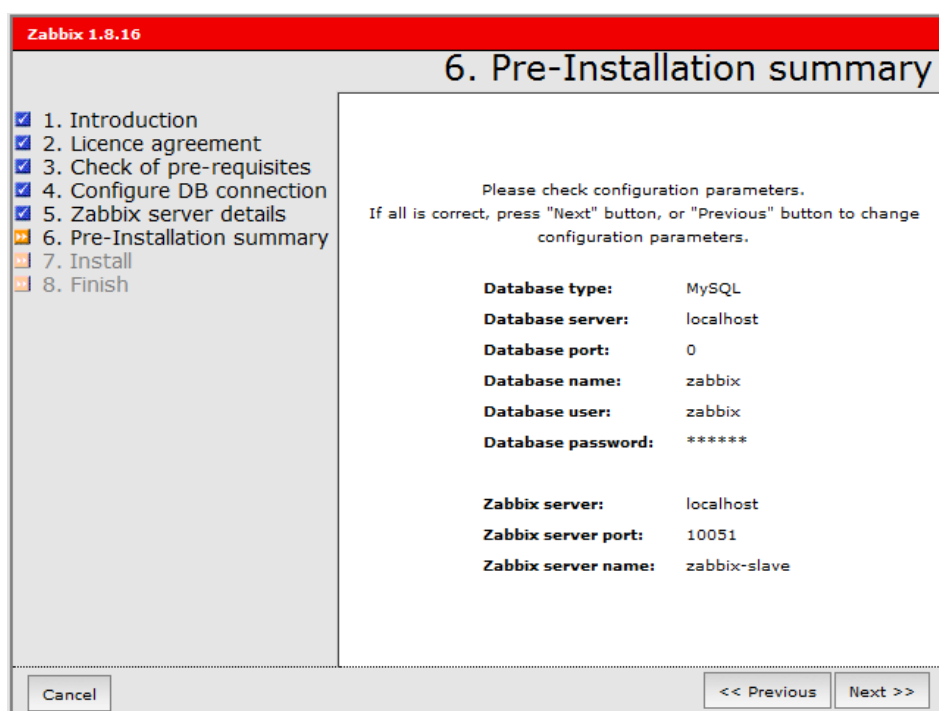 Zabbix 1.8.16
6. Pre-Installation summary
1. Introduction
2. Licence agreement
3. Check of pre-requisites
4. Configure DB connection
5. Zabbix server details
6. Pre-Installation summary
7. Install
8. Finish
Please check configuration parameters.
If all is correct, press "Next" button, or "Previous" button to change
configuration parameters.
Database type: MySQL
Database server: localhost
Database port: 0
Database name: zabbix
Database user: zabbix
Database password: ******
Zabbix server: localhost
Zabbix server port: 10051
Zabbix server name: zabbix-slave
Cancel << Previous Next >>